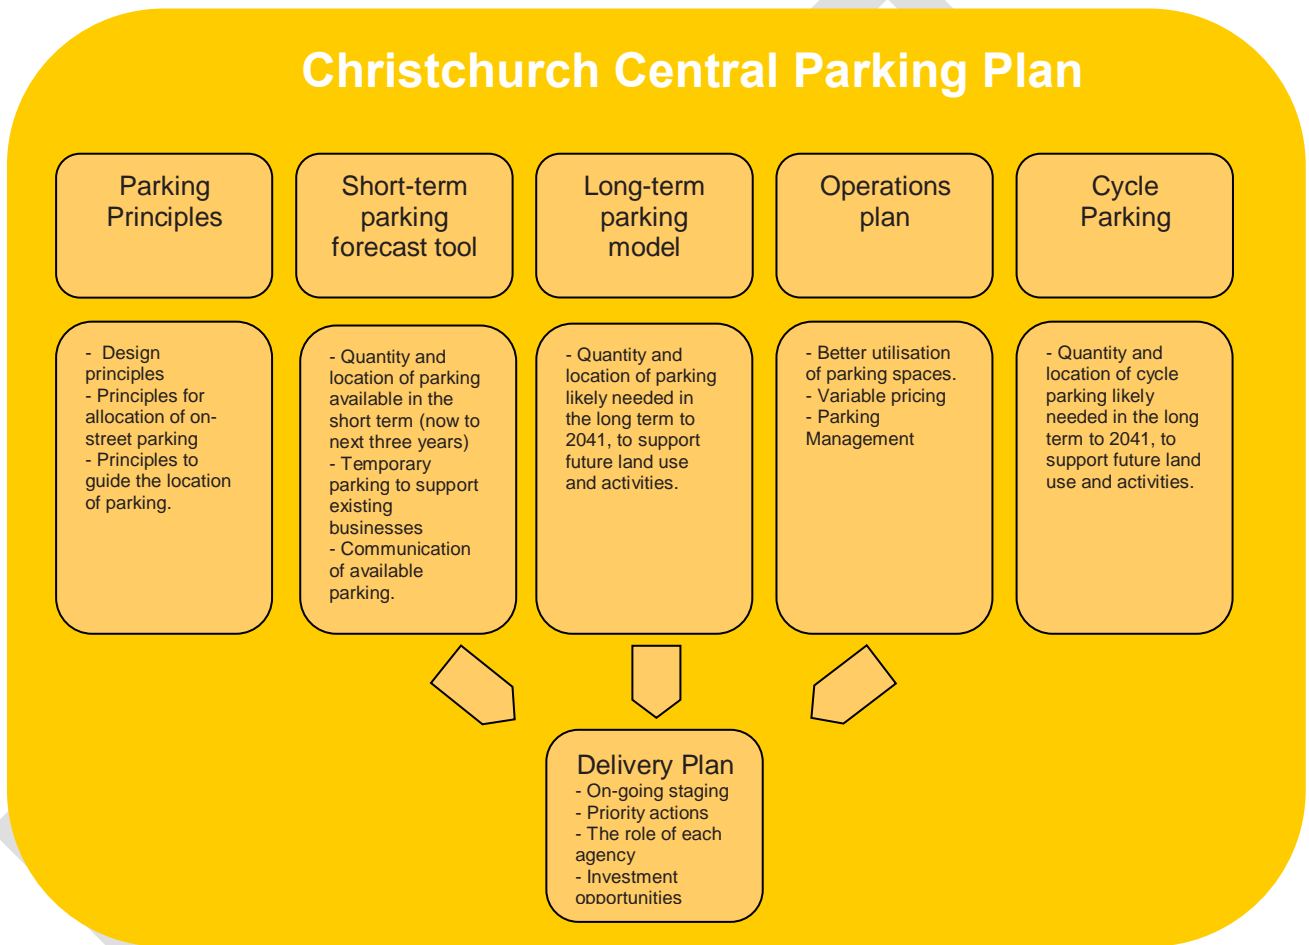 Christchurch Central Parking Plan
Parking
Principles
Short-term
parking
forecast tool
Long-term
parking
model
Operations
plan
Cycle
Parking
- Design
principles
- Principles for
allocation of on-
street parking
- Principles to
guide the location
of parking.
- Quantity and
location of parking
available in the
short term (now to
next three years)
- Temporary
parking to support
existing
businesses
- Communication
of available
parking.
- Quantity and
location of parking
likely needed in
the long term to
2041, to support
future land use
and activities.
- Better utilisation
of parking spaces.
- Variable pricing
- Parking
Management
- Quantity and
location of cycle
parking likely
needed in the long
term to 2041, to
support future land
use and activities.
Delivery Plan
- On-going staging
- Priority actions
- The role of each
agency
- Investment
opportunities